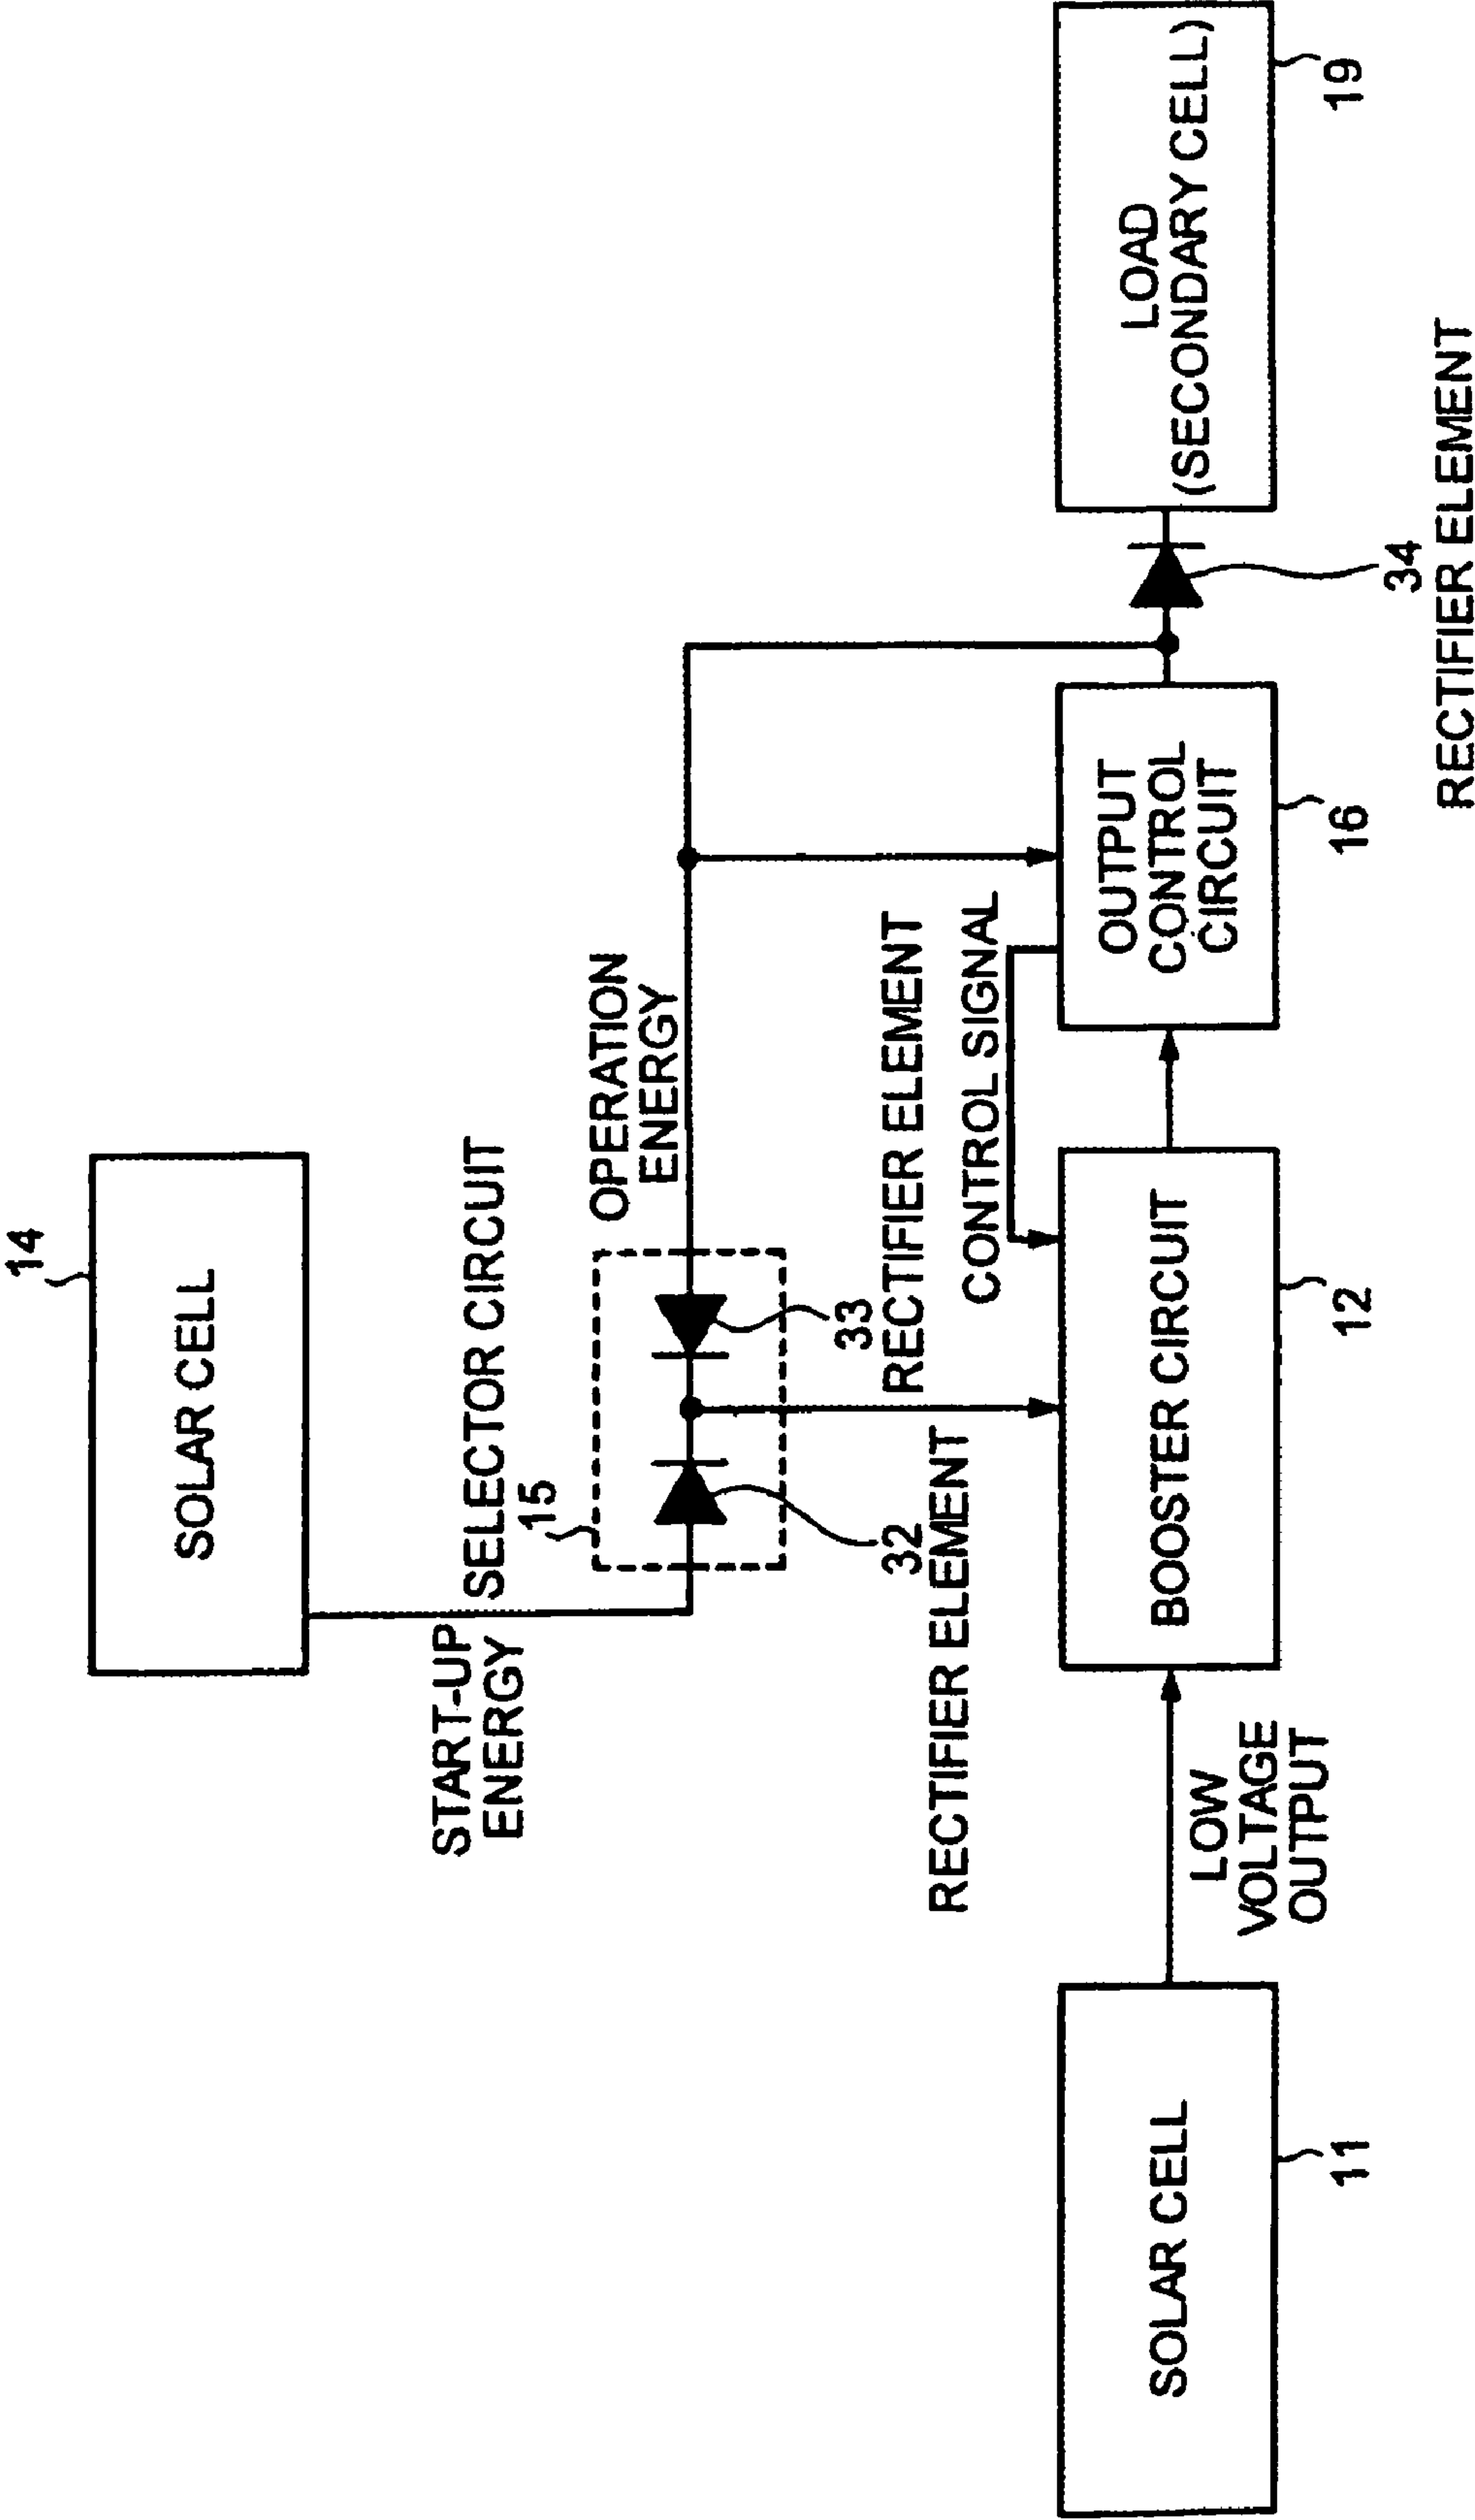 14
SOLAR CELL
START-UP
ENERGY
SELECTOR CIRCUIT
15
OPERATION
ENERGY
33
RECTIFIER ELEMENT
32
RECTIFIER ELEMENT
CONTROL SIGNAL
SOLAR CELL
11
LOW
VOLTAGE
OUTPUT
BOOSTER CIRCUIT
12
OUTPUT
CONTROL
CIRCUIT
16
34
RECTIFIER ELEMENT
LOAD
(SECONDARY CELL)
19